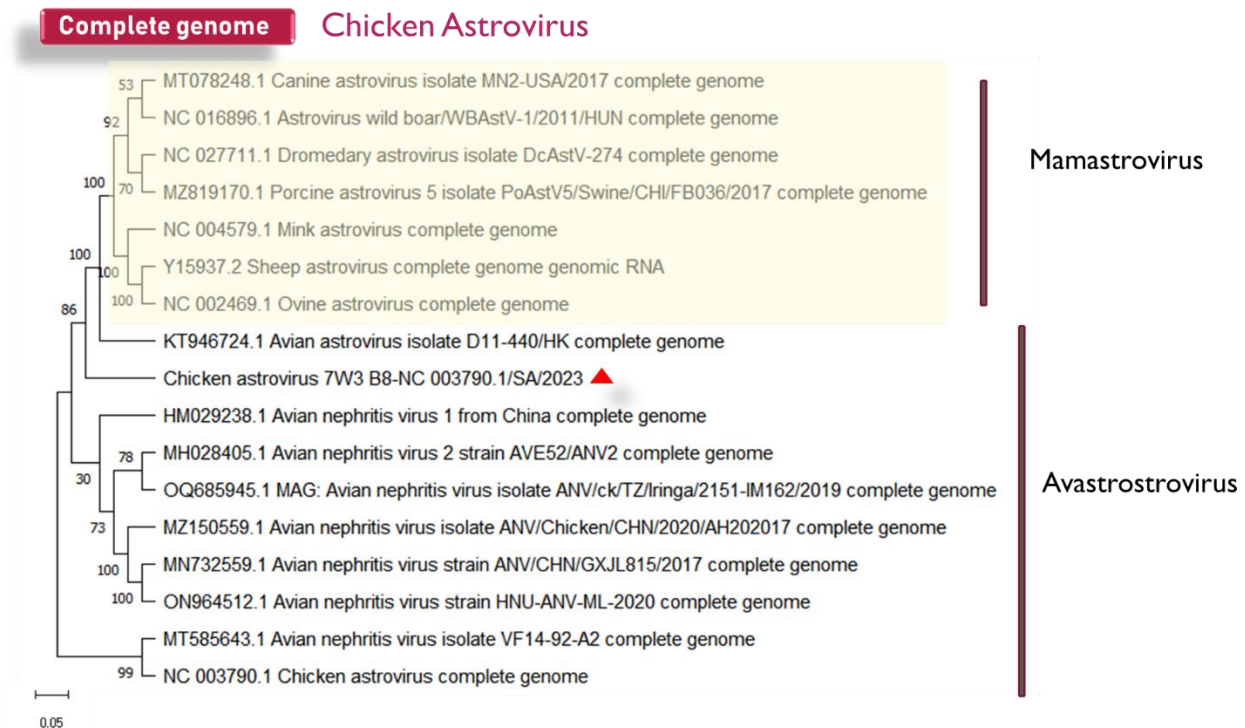 Complete genome
Chicken Astrovirus
53
MT078248.1 Canine astrovirus isolate MN2-USA/2017 complete genome
92
NC 016896.1 Astrovirus wild boar/WBAstV-1/2011/HUN complete genome
NC 027711.1 Dromedary astrovirus isolate DcAstV-274 complete genome
Mamastrovirus
100
70
MZ819170.1 Porcine astrovirus 5 isolate PoAstV5/Swine/CHI/FB036/2017 complete genome
NC 004579.1 Mink astrovirus complete genome
100
100
Y15937.2 Sheep astrovirus complete genome genomic RNA
100
NC 002469.1 Ovine astrovirus complete genome
86
KT946724.1 Avian astrovirus isolate D11-440/HK complete genome
Chicken astrovirus 7W3 B8-NC 003790.1/SA/2023
HM029238.1 Avian nephritis virus 1 from China complete genome
78
MH028405.1 Avian nephritis virus 2 strain AVE52/ANV2 complete genome
30
OQ685945.1 MAG: Avian nephritis virus isolate ANV/ck/TZ/Iringa/2151-IM162/2019 complete genome
Avastrostrovirus
73
MZ150559.1 Avian nephritis virus isolate ANV/Chicken/CHN/2020/AH202017 complete genome
100
MN732559.1 Avian nephritis virus strain ANV/CHN/GXJL815/2017 complete genome
100
ON964512.1 Avian nephritis virus strain HNU-ANV-ML-2020 complete genome
MT585643.1 Avian nephritis virus isolate VF14-92-A2 complete genome
99
NC 003790.1 Chicken astrovirus complete genome
0.05